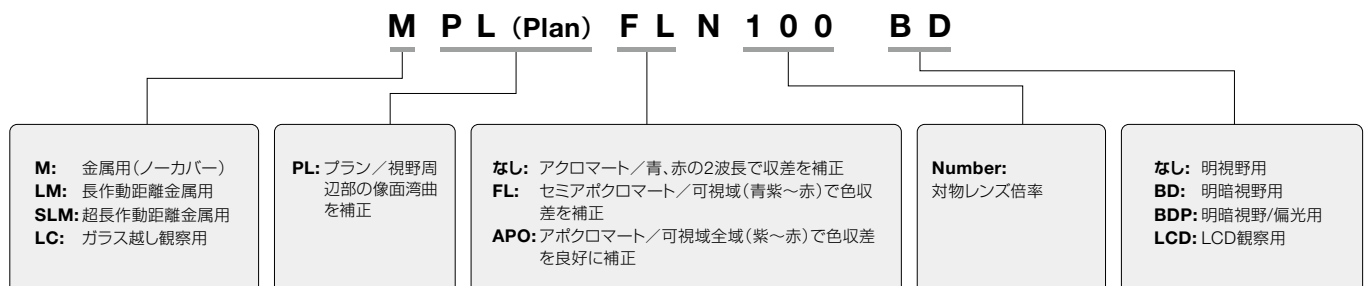 M PL (Plan) FL N 100 BD
M: 金属用（ノーカバー）
LM: 長作動距離金属用
SLM: 超長作動距離金属用
LC: ガラス越し観察用
PL: プラン／視野周
辺部の像面湾曲
を補正
なし: アクロマート／青、赤の2波長で収差を補正
FL: セミアポクロマート／可視域（青紫〜赤）で色収
差を補正
APO: アポクロマート／可視域全域（紫〜赤）で色収差
を良好に補正
Number:
対物レンズ倍率
なし: 明視野用
BD: 明暗視野用
BDP: 明暗視野/偏光用
LCD: LCD観察用